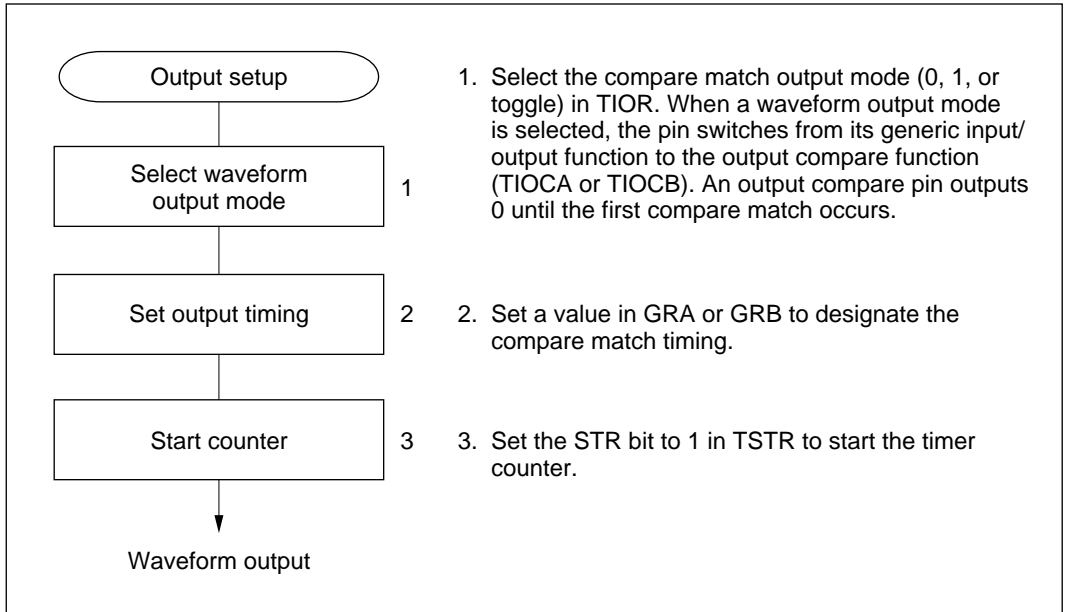 Output setup
Select waveform
output mode
1
Set output timing
2
Start counter
3
Waveform output
1. Select the compare match output mode (0, 1, or
toggle) in TIOR. When a waveform output mode
is selected, the pin switches from its generic input/
output function to the output compare function
(TIOCA or TIOCB). An output compare pin outputs
0 until the first compare match occurs.
2. Set a value in GRA or GRB to designate the
compare match timing.
3. Set the STR bit to 1 in TSTR to start the timer
counter.